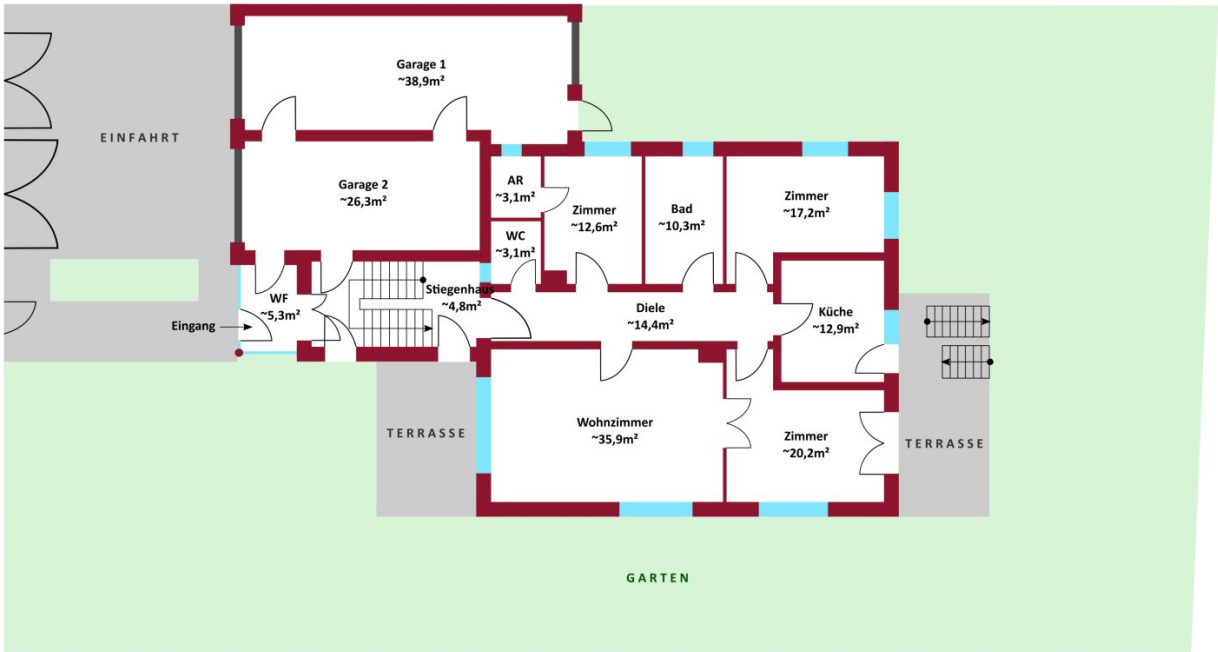 Garage 1
~38,9m²
EINFAHRT
Garage 2
~26,3m²
AR
~3,1m²
Zimmer
~12,6m²
Bad
~10,3m²
Zimmer
~17,2m²
WC
~3,1m²
WF
~5,3m²
Eingang
Stiegenhaus
~4,8m²
Diele
~14,4m²
Küche
~12,9m²
TERRASSE
Wohnzimmer
~35,9m²
Zimmer
~20,2m²
TERRASSE
GARTEN